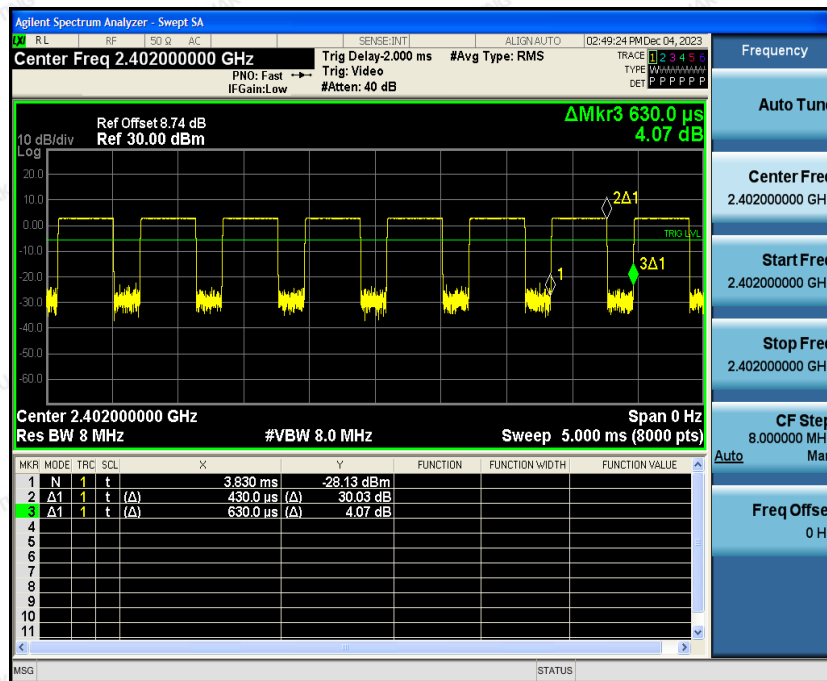 Agilent Spectrum Analyzer - Swept SA
LXI RL RF 50 Ω AC SENSE:INT ALIGN AUTO 02:49:24 PM Dec 04, 2023
Center Freq 2.402000000 GHz
PNO: Fast
IFGain:Low
Trig Delay-2.000 ms
Trig: Video
#Atten: 40 dB
#Avg Type: RMS
TRACE 1 2 3 4 5 6
TYPE WWWWWW
DET P P P P P P
Ref Offset 8.74 dB
10 dB/div Ref 30.00 dBm
Log
ΔMkr3 630.0 µs
4.07 dB
20.0
10.0
0.00
-10.0
-20.0
-30.0
-40.0
-50.0
-60.0
2Δ1
TRIG LVL
3Δ1
1
Center 2.402000000 GHz Span 0 Hz
Res BW 8 MHz #VBW 8.0 MHz Sweep 5.000 ms (8000 pts)
MKR MODE TRC SCL X Y FUNCTION FUNCTION WIDTH FUNCTION VALUE
1 N 1 t 3.830 ms -28.13 dBm
2 Δ1 1 t (Δ) 430.0 µs (Δ) 30.03 dB
3 Δ1 1 t (Δ) 630.0 µs (Δ) 4.07 dB
4
5
6
7
8
9
10
11
MSG STATUS
Frequency
Auto Tun
Center Fre
2.402000000 GH
Start Fre
2.402000000 GH
Stop Fre
2.402000000 GH
CF Step
8.000000 MH
Auto Ma
Freq Offse
0 H